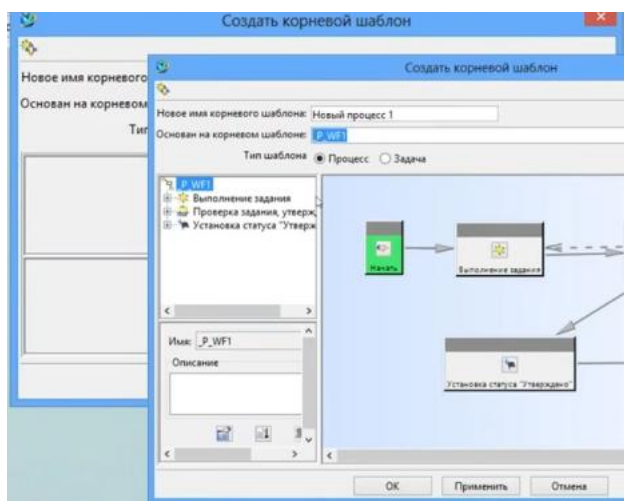 Создать корневой шаблон
Новое имя корневого
Основан на корневом
Тип
Создать корневой шаблон
Новое имя корневого шаблона: Новый процесс 1
Основан на корневом шаблоне: _P_WF1
Тип шаблона Процесс Задача
_P_WF1
Выполнение задания
Проверка задания, утверж
Установка статуса "Утверж
Имя: _P_WF1
Описание
Начать
Выполнение задания
Установка статуса "Утверждено"
ОК Применить Отмена